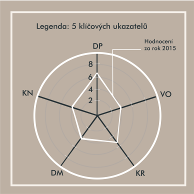 Legenda: 5 klíčových ukazatelů
Hodnocení
za rok 2015
DP
8
6
4
2
KN
VO
DM
KR